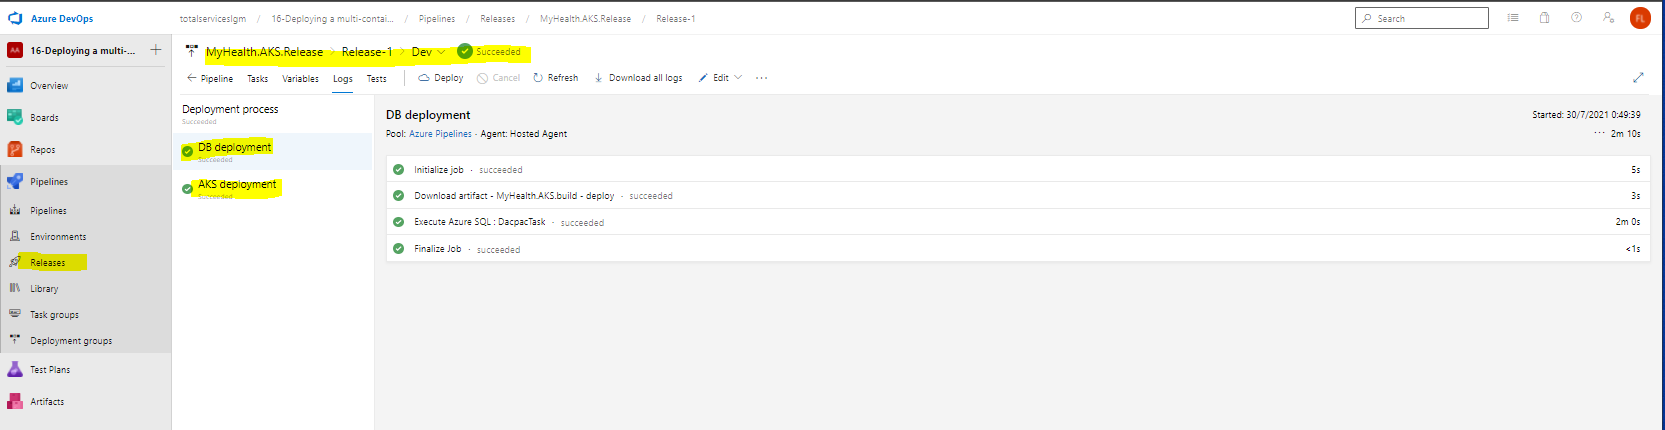 Azure DevOps
totalserviceslgm / 16-Deploying a multi-contai... / Pipelines / Releases / MyHealth.AKS.Release / Release-1
Search
FL
AA 16-Deploying a multi-... +
Overview
Boards
Repos
Pipelines
Pipelines
Environments
Releases
Library
Task groups
Deployment groups
Test Plans
Artifacts
MyHealth.AKS.Release > Release-1 > Dev Succeeded
Pipeline Tasks Variables Logs Tests Deploy Cancel Refresh Download all logs Edit ...
Deployment process
Succeeded
DB deployment
Succeeded
AKS deployment
Succeeded
DB deployment
Started: 30/7/2021 0:49:39
Pool: Azure Pipelines · Agent: Hosted Agent
... 2m 10s
Initialize job · succeeded 5s
Download artifact - MyHealth.AKS.build - deploy · succeeded 3s
Execute Azure SQL : DacpacTask · succeeded 2m 0s
Finalize Job · succeeded <1s